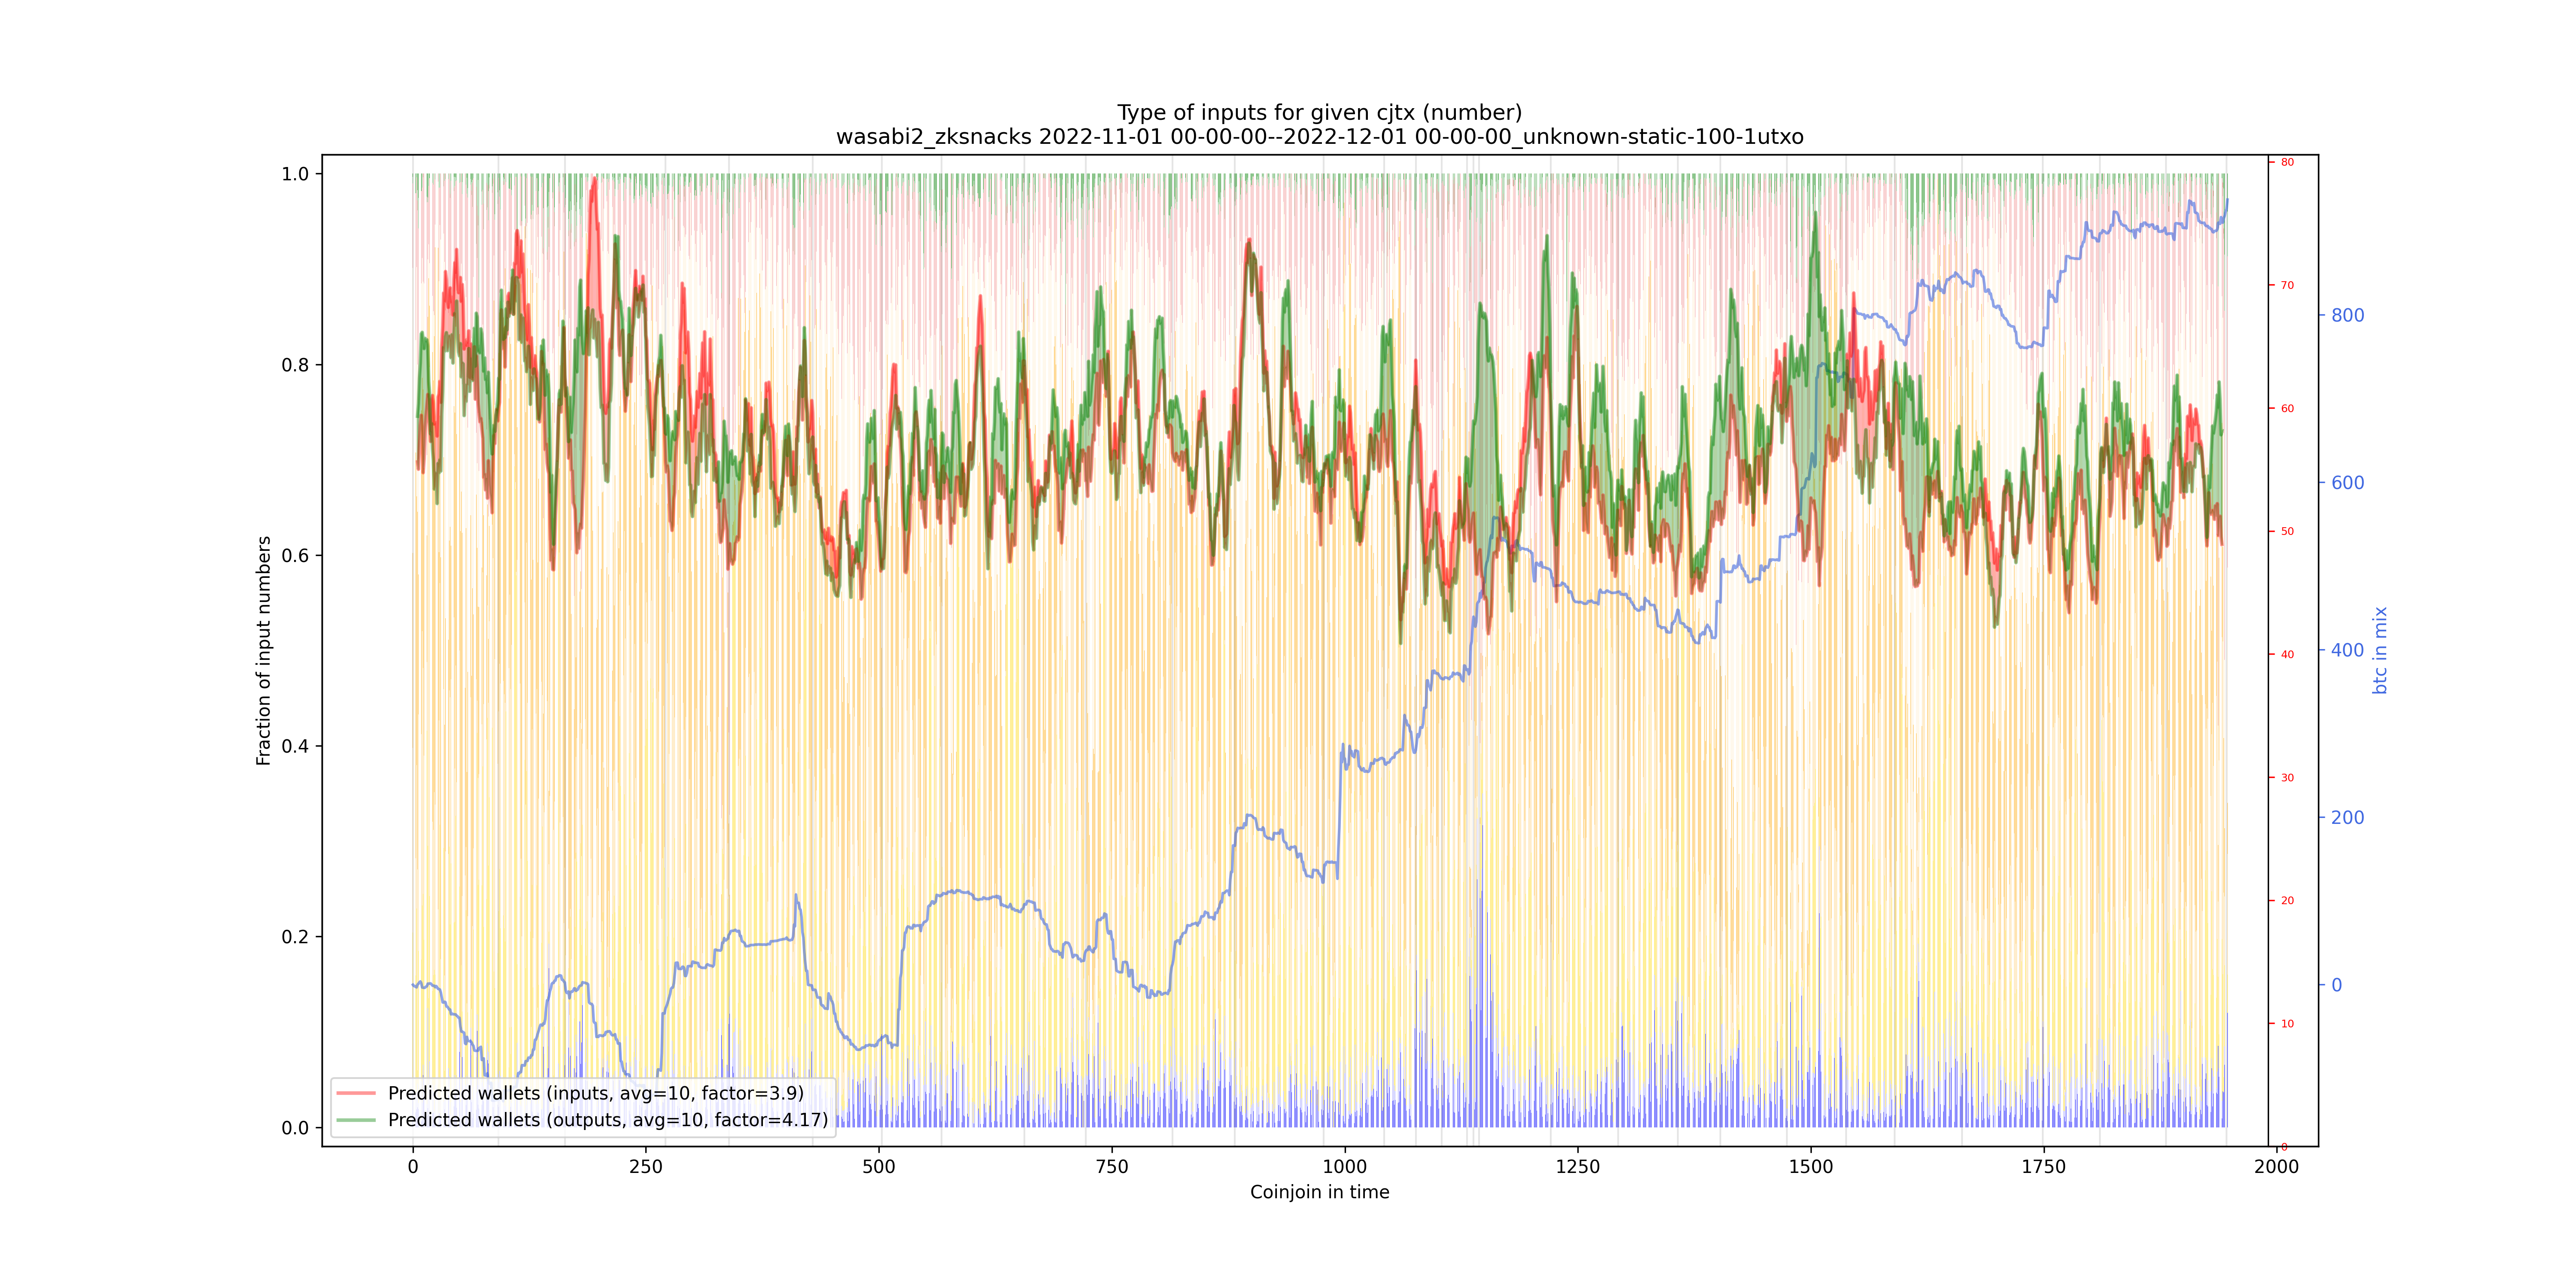 Type of inputs for given cjtx (number)
wasabi2_zksnacks 2022-11-01 00-00-00--2022-12-01 00-00-00_unknown-static-100-1utxo
Fraction of input numbers
1.0
0.8
0.6
0.4
0.2
0.0
80
70
60
50
40
30
20
10
0
800
600
400
200
0
btc in mix
Predicted wallets (inputs, avg=10, factor=3.9)
Predicted wallets (outputs, avg=10, factor=4.17)
0 250 500 750 1000 1250 1500 1750 2000
Coinjoin in time